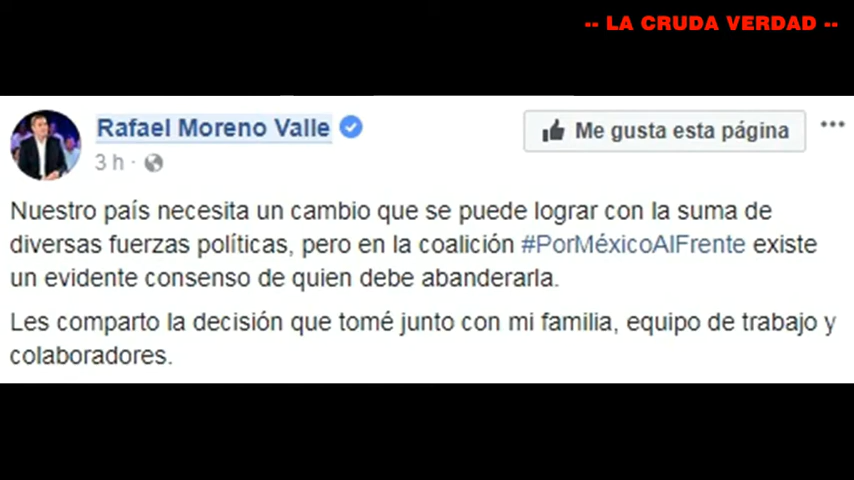 -- LA CRUDA VERDAD --
Rafael Moreno Valle
Me gusta esta página
3 h ·
Nuestro país necesita un cambio que se puede lograr con la suma de
diversas fuerzas políticas, pero en la coalición #PorMéxicoAlFrente existe
un evidente consenso de quien debe abanderarla.
Les comparto la decisión que tomé junto con mi familia, equipo de trabajo y
colaboradores.